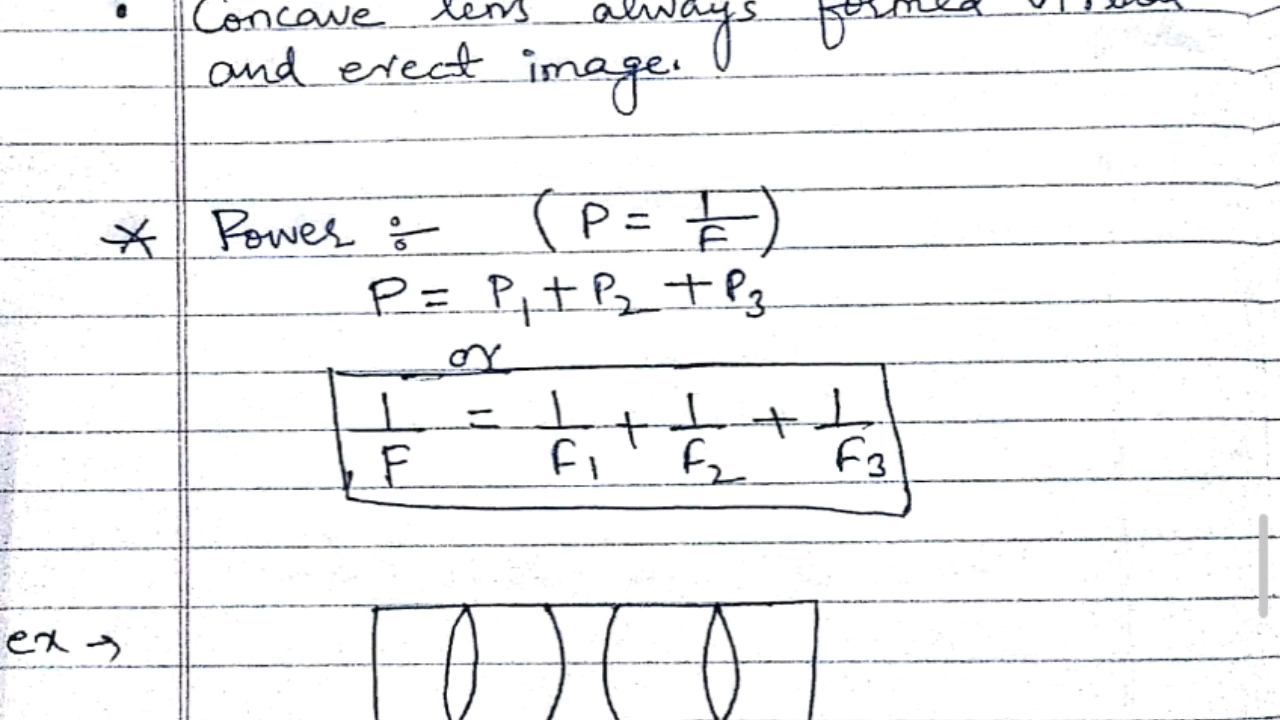 • Concave lens always formed
and erect image.
* Power ÷ (P = 1/F)
P = P₁ + P₂ + P₃
or
1/F = 1/F₁ + 1/F₂ + 1/F₃
ex →